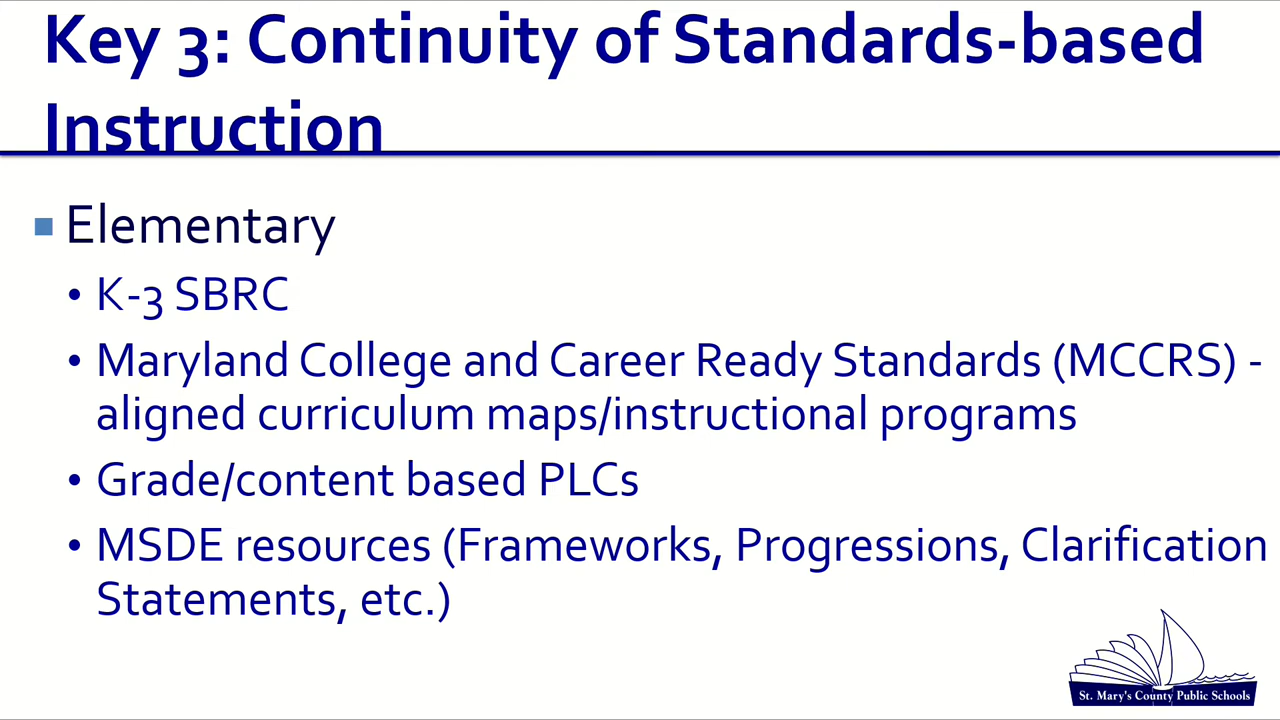 Key 3: Continuity of Standards-based
Instruction
Elementary
• K-3 SBRC
• Maryland College and Career Ready Standards (MCCRS) -
aligned curriculum maps/instructional programs
• Grade/content based PLCs
• MSDE resources (Frameworks, Progressions, Clarification
Statements, etc.)
St. Mary's County Public Schools